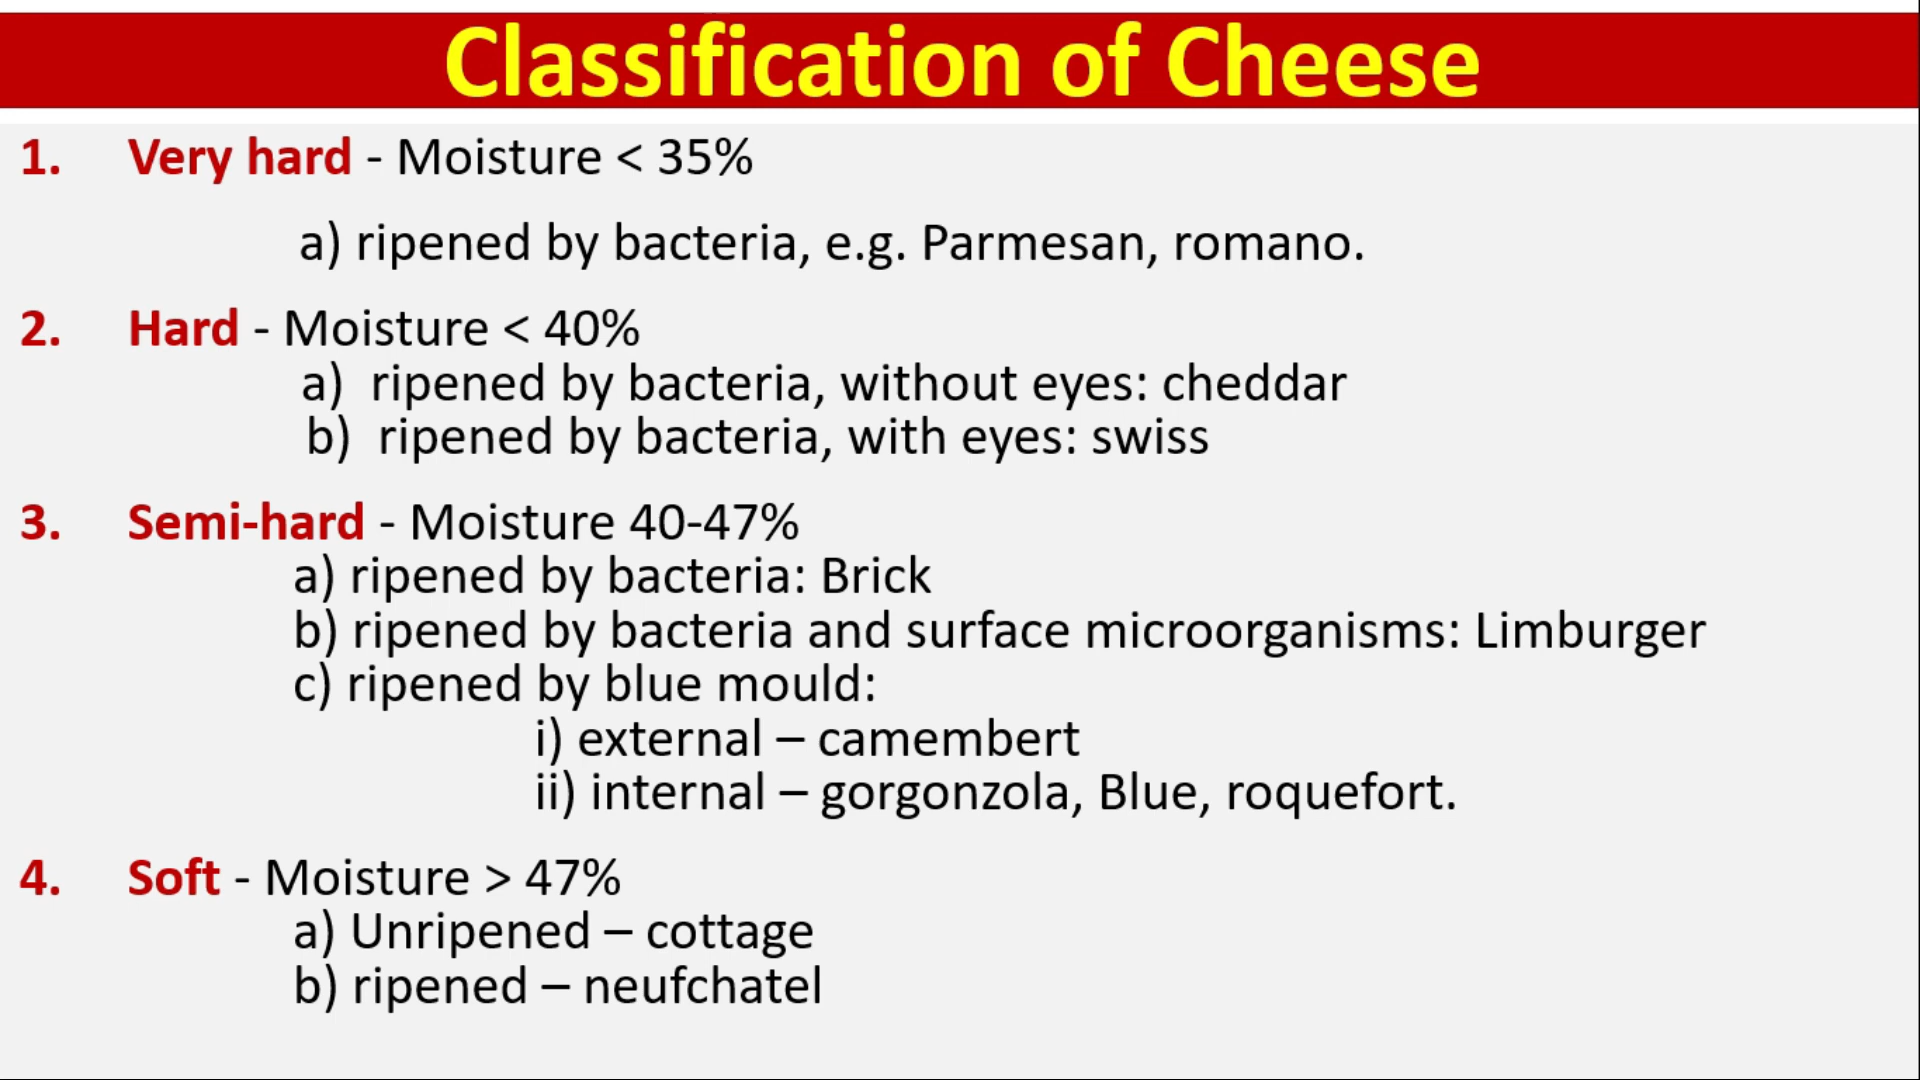 Classification of Cheese
1. Very hard - Moisture < 35%
a) ripened by bacteria, e.g. Parmesan, romano.
2. Hard - Moisture < 40%
a) ripened by bacteria, without eyes: cheddar
b) ripened by bacteria, with eyes: swiss
3. Semi-hard - Moisture 40-47%
a) ripened by bacteria: Brick
b) ripened by bacteria and surface microorganisms: Limburger
c) ripened by blue mould:
i) external – camembert
ii) internal – gorgonzola, Blue, roquefort.
4. Soft - Moisture > 47%
a) Unripened – cottage
b) ripened – neufchatel